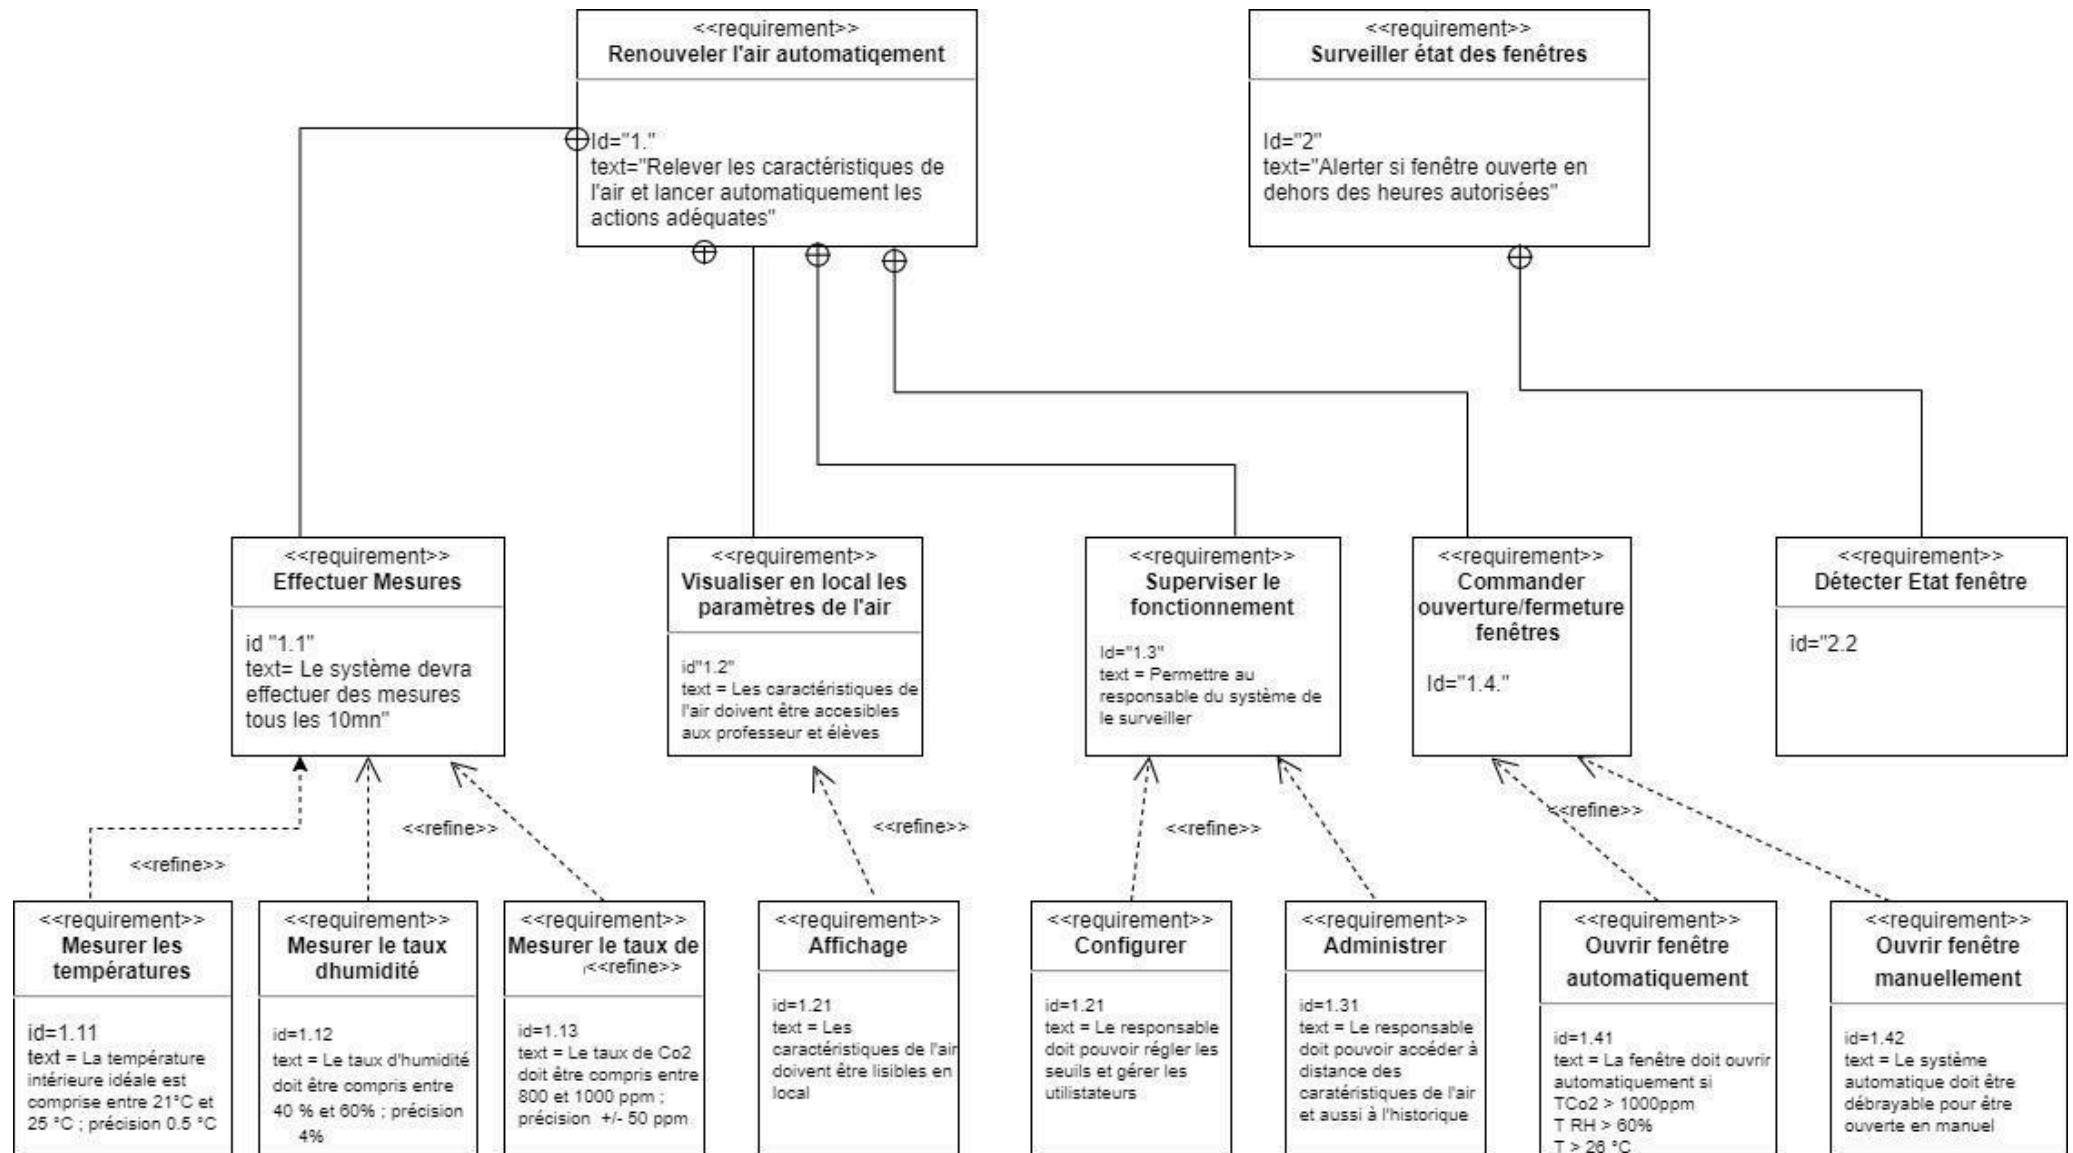 <<requirement>>
Renouveler l'air automatiqement
Id="1."
text="Relever les caractéristiques de
l'air et lancer automatiquement les
actions adéquates"
<<requirement>>
Surveiller état des fenêtres
Id="2"
text="Alerter si fenêtre ouverte en
dehors des heures autorisées"
<<requirement>>
Effectuer Mesures
id "1.1"
text= Le système devra
effectuer des mesures
tous les 10mn"
<<requirement>>
Visualiser en local les
paramètres de l'air
id"1.2"
text = Les caractéristiques de
l'air doivent être accesibles
aux professeur et élèves
<<requirement>>
Superviser le
fonctionnement
Id="1.3"
text = Permettre au
responsable du système de
le surveiller
<<requirement>>
Commander
ouverture/fermeture
fenêtres
Id="1.4."
<<requirement>>
Détecter Etat fenêtre
id="2.2
<<refine>>
<<refine>>
<<refine>>
<<refine>>
<<refine>>
<<requirement>>
Mesurer les
températures
id=1.11
text = La température
intérieure idéale est
comprise entre 21°C et
25 °C ; précision 0.5 °C
<<requirement>>
Mesurer le taux
dhumidité
id=1.12
text = Le taux d'humidité
doit être compris entre
40 % et 60% ; précision
4%
<<requirement>>
Mesurer le taux de
<<refine>>
id=1.13
text = Le taux de Co2
doit être compris entre
800 et 1000 ppm ;
précision +/- 50 ppm
<<requirement>>
Affichage
id=1.21
text = Les
caractéristiques de l'air
doivent être lisibles en
local
<<requirement>>
Configurer
id=1.21
text = Le responsable
doit pouvoir régler les
seuils et gérer les
utilistateurs
<<requirement>>
Administrer
id=1.31
text = Le responsable
doit pouvoir accéder à
distance des
caratéristiques de l'air
et aussi à l'historique
<<requirement>>
Ouvrir fenêtre
automatiquement
id=1.41
text = La fenêtre doit ouvrir
automatiquement si
TCo2 > 1000ppm
T RH > 60%
T > 26 °C
<<requirement>>
Ouvrir fenêtre
manuellement
id=1.42
text = Le système
automatique doit être
débrayable pour être
ouverte en manuel